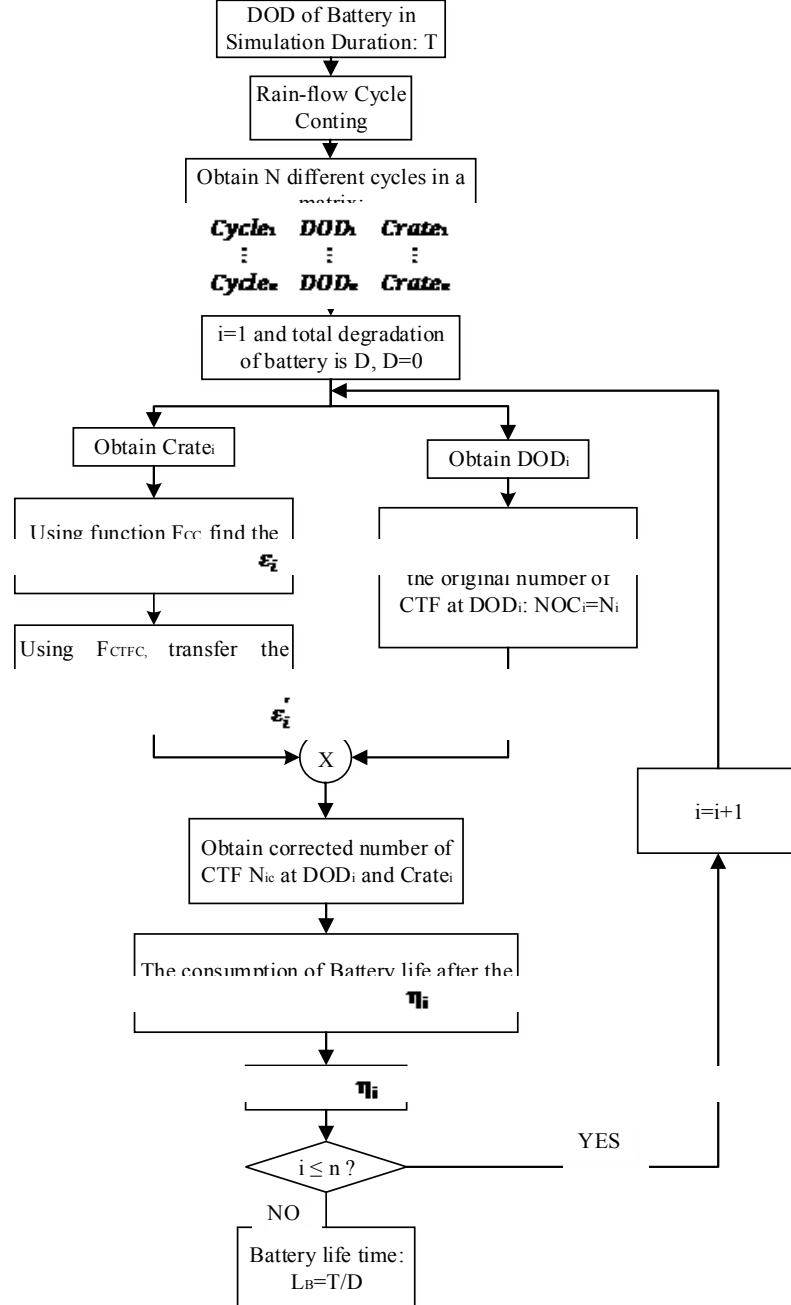 DOD of Battery in
Simulation Duration: T
Rain-flow Cycle
Conting
Obtain N different cycles in a
matrix:
Cycle₁ DOD₁ Crate₁
⋮ ⋮ ⋮
Cycleₙ DODₙ Crateₙ
i=1 and total degradation
of battery is D, D=0
Obtain Crateᵢ
Obtain DODᵢ
Using function FCC find the
εᵢ
the original number of
CTF at DODᵢ: NOCᵢ=Nᵢ
Using FCTFC, transfer the
εᵢ'
X
i=i+1
Obtain corrected number of
CTF Nic at DODᵢ and Crateᵢ
The consumption of Battery life after the
ηᵢ
ηᵢ
YES
i ≤ n ?
NO
Battery life time:
LB=T/D